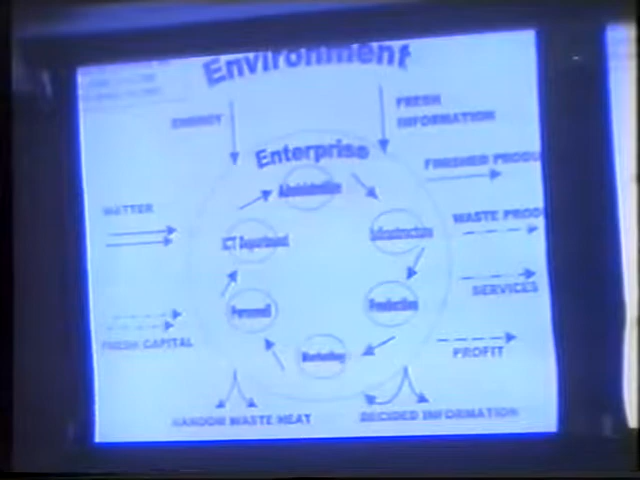 Environment
ENERGY
FRESH
INFORMATION
Enterprise
FINISHED PRODU
Administration
MATTER
WASTE PROD
ICT Department
Infrastructure
SERVICES
Personell
Production
FRESH CAPITAL
PROFIT
Marketing
RANDOM WASTE HEAT
DECIDED INFORMATION